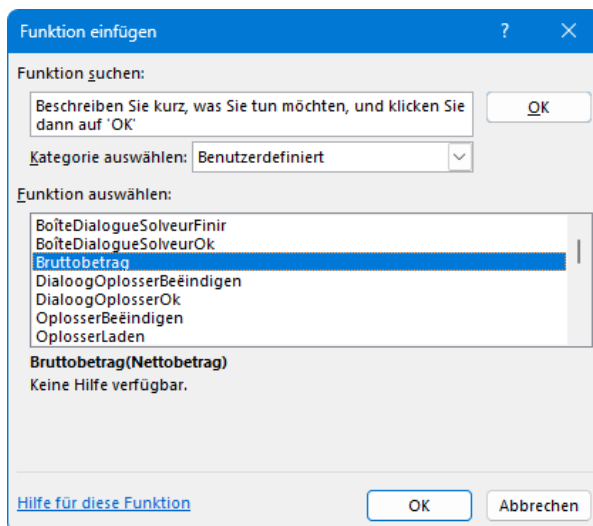 Funktion einfügen
?
Funktion suchen:
Beschreiben Sie kurz, was Sie tun möchten, und klicken Sie
dann auf 'OK'
OK
Kategorie auswählen: Benutzerdefiniert
Funktion auswählen:
BoîteDialogueSolveurFinir
BoîteDialogueSolveurOk
Bruttobetrag
DialoogOplosserBeëindigen
DialoogOplosserOk
OplosserBeëindigen
OplosserLaden
Bruttobetrag(Nettobetrag)
Keine Hilfe verfügbar.
Hilfe für diese Funktion
OK
Abbrechen